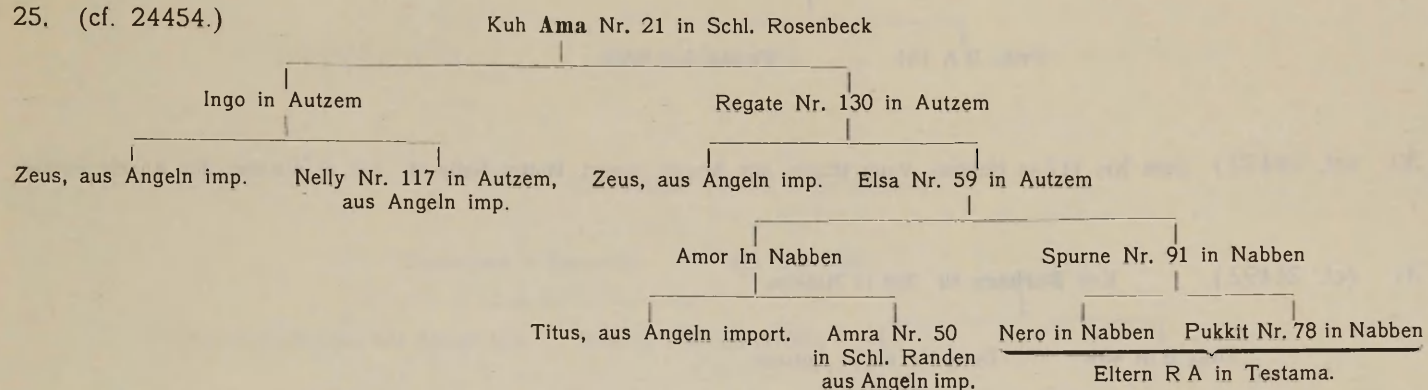 25. (cf. 24454.)
Kuh Ama Nr. 21 in Schl. Rosenbeck
Ingo in Autzem
Regate Nr. 130 in Autzem
Zeus, aus Angeln imp.
Nelly Nr. 117 in Autzem,
aus Angeln imp.
Zeus, aus Angeln imp.
Elsa Nr. 59 in Autzem
Amor In Nabben
Spurne Nr. 91 in Nabben
Titus, aus Angeln import.
Amra Nr. 50
in Schl. Randen
aus Angeln imp.
Nero in Nabben
Pukkit Nr. 78 in Nabben
Eltern R A in Testama.